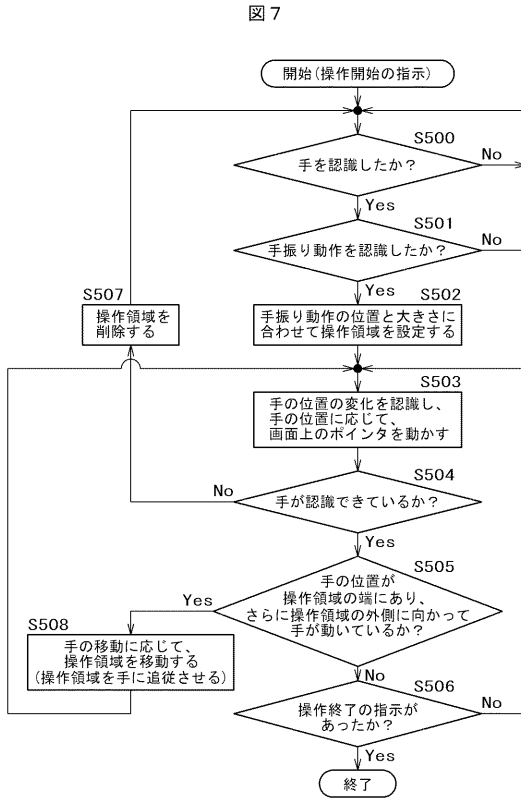 図7
開始(操作開始の指示)
S500
手を認識したか?
No
Yes
S501
手振り動作を認識したか?
No
Yes
S502
手振り動作の位置と大きさに
合わせて操作領域を設定する
S507
操作領域を
削除する
S503
手の位置の変化を認識し、
手の位置に応じて、
画面上のポインタを動かす
S504
手が認識できているか?
No
Yes
S505
手の位置が
操作領域の端にあり、
さらに操作領域の外側に向かって
手が動いているか?
Yes
No
S508
手の移動に応じて、
操作領域を移動する
(操作領域を手に追従させる)
S506
操作終了の指示が
あったか?
No
Yes
終了